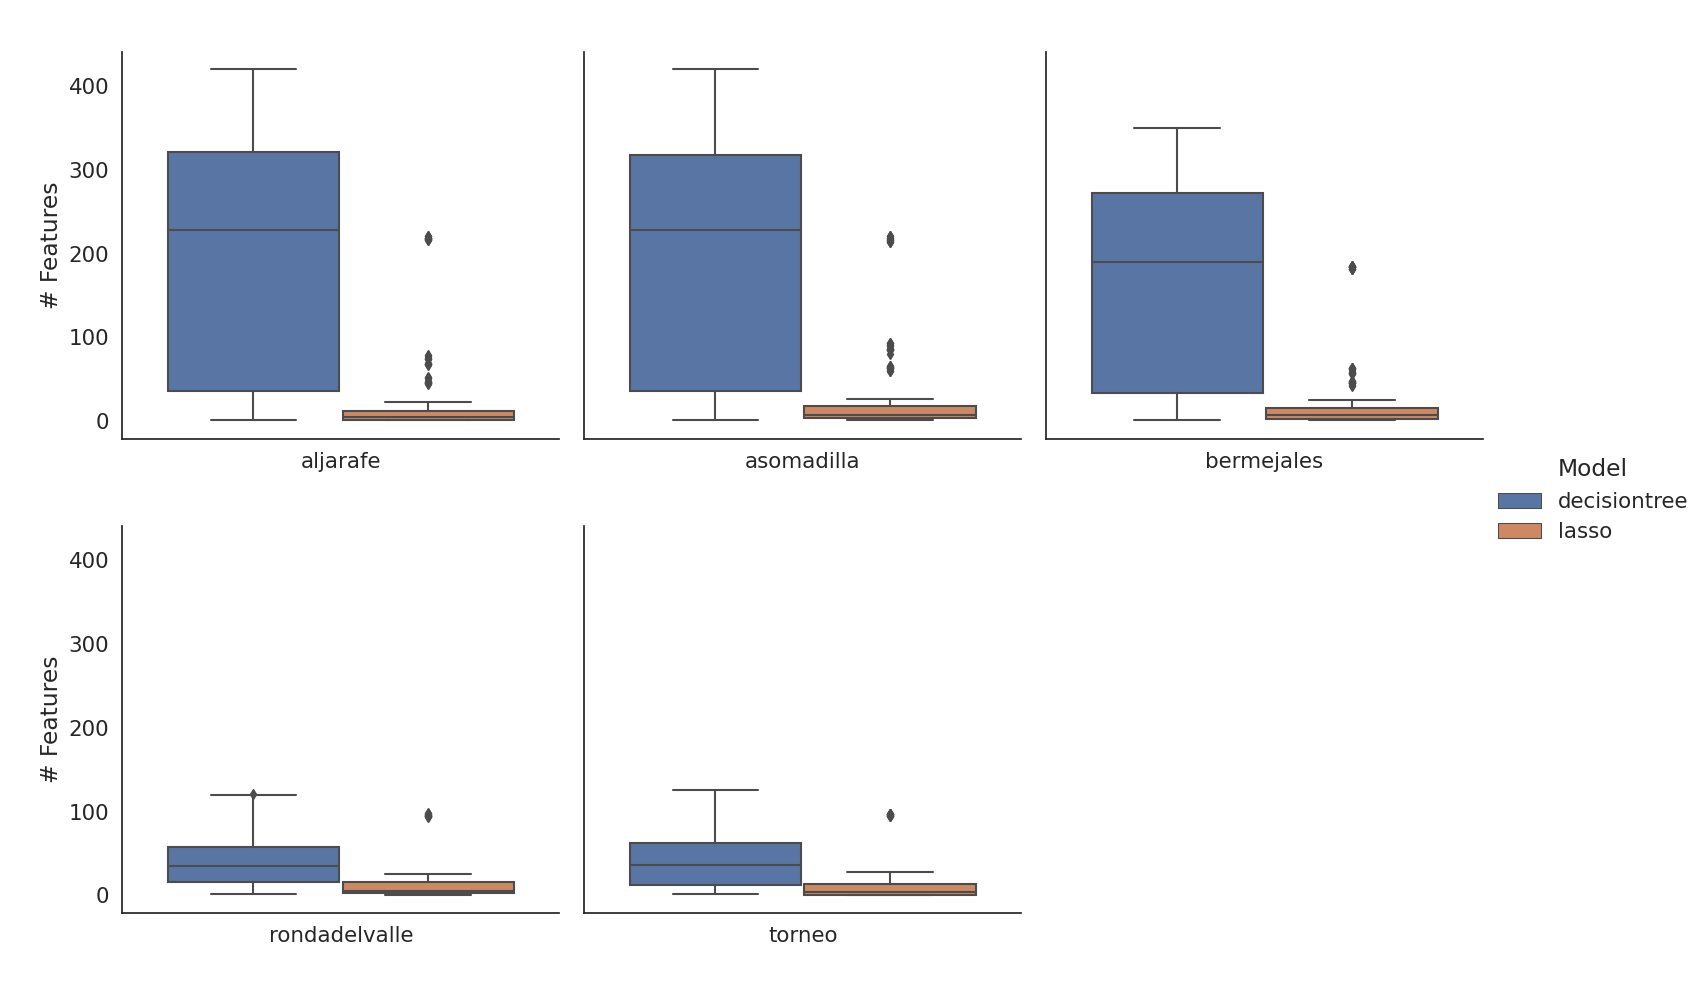 # Features
400
300
200
100
0
aljarafe
asomadilla
bermejales
Model
decisiontree
lasso
# Features
400
300
200
100
0
rondadelvalle
torneo